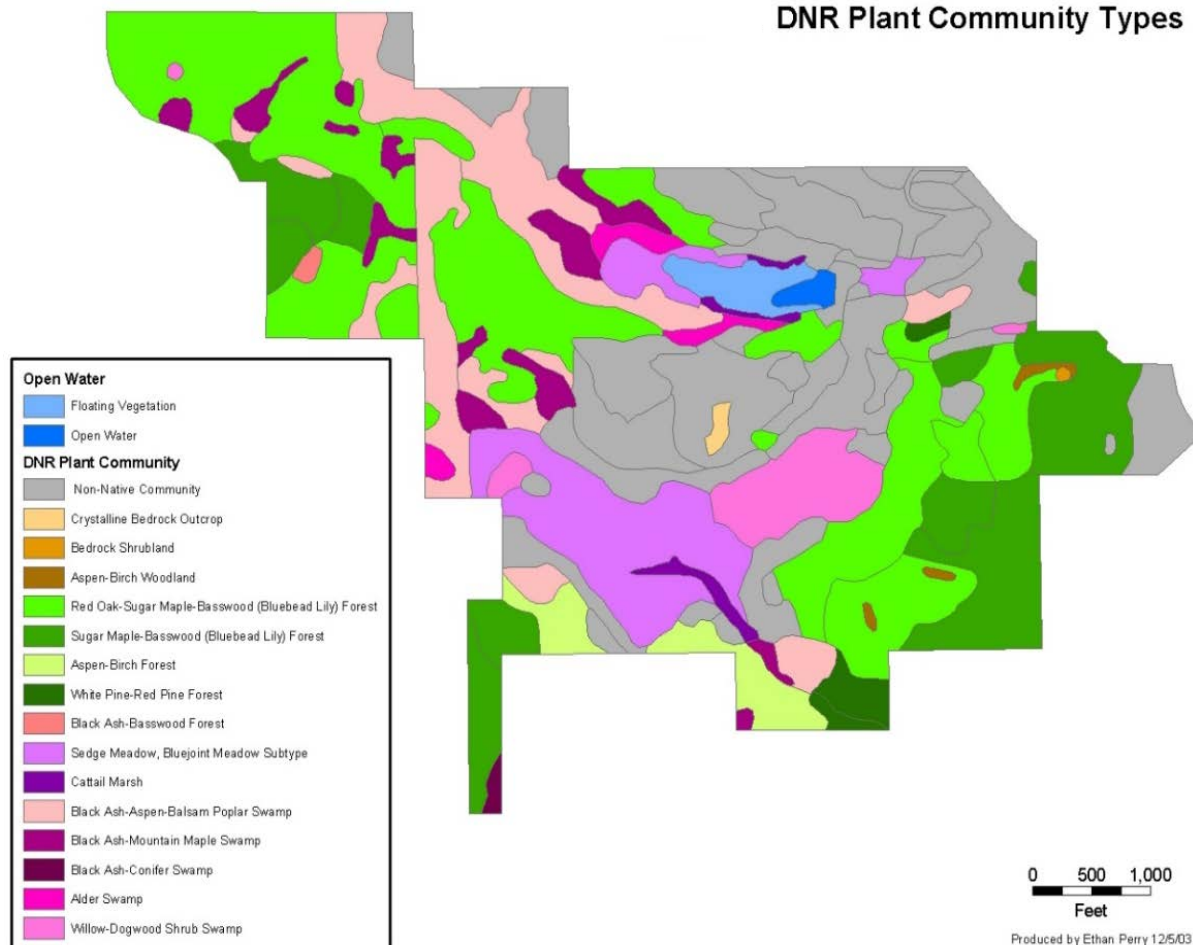 DNR Plant Community Types
Open Water
Floating Vegetation
Open Water
DNR Plant Community
Non-Native Community
Crystalline Bedrock Outcrop
Bedrock Shrubland
Aspen-Birch Woodland
Red Oak-Sugar Maple-Basswood (Bluebead Lily) Forest
Sugar Maple-Basswood (Bluebead Lily) Forest
Aspen-Birch Forest
White Pine-Red Pine Forest
Black Ash-Basswood Forest
Sedge Meadow, Bluejoint Meadow Subtype
Cattail Marsh
Black Ash-Aspen-Balsam Poplar Swamp
Black Ash-Mountain Maple Swamp
Black Ash-Conifer Swamp
Alder Swamp
Willow-Dogwood Shrub Swamp
0 500 1,000
Feet
Produced by Ethan Perry 12/5/03